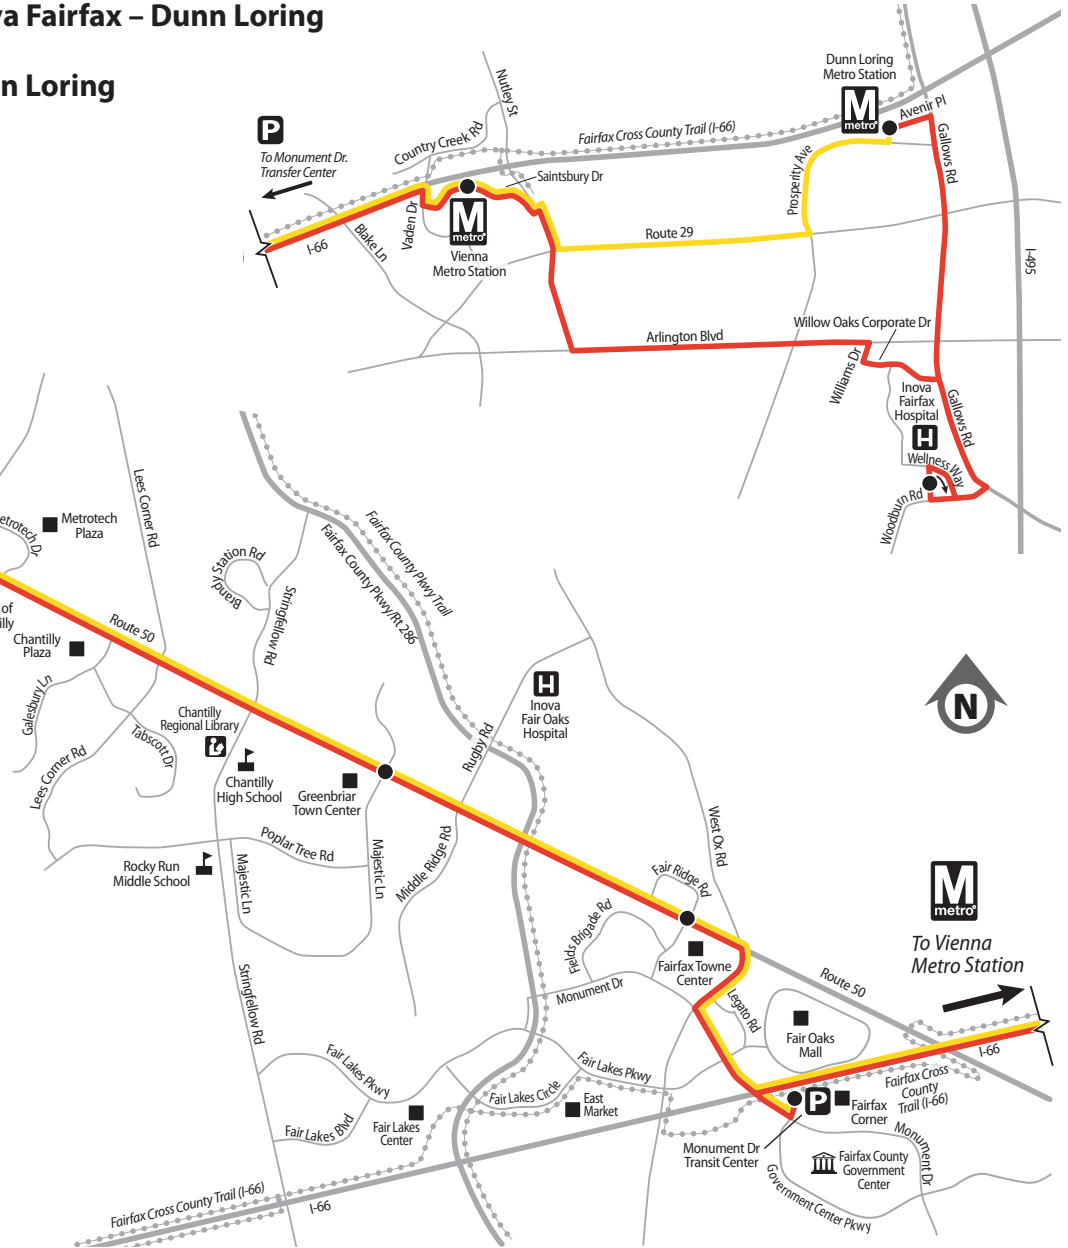 a Fairfax – Dunn Loring
n Loring
Dunn Loring
Metro Station
M
metro
Avenir Pl
Nutley St
P
To Monument Dr.
Transfer Center
Country Creek Rd
Fairfax Cross County Trail (I-66)
Gallows Rd
Prosperity Ave
Saintsbury Dr
Vaden Dr
M
metro
Route 29
I-66
Blake Ln
Vienna
Metro Station
I-495
Willow Oaks Corporate Dr
Arlington Blvd
Williams Dr
Inova
Fairfax
Hospital
H
Gallows Rd
Wellness Way
Woodburn Rd
Lees Corner Rd
Metrotech
Plaza
etrotech Dr
Fairfax County Pkwy Trail
Fairfax County Pkwy/Rt 286
Brandy Station Rd
Stringfellow Rd
of
illy
Route 50
Chantilly
Plaza
Galesbury Ln
H
Inova
Fair Oaks
Hospital
N
Chantilly
Regional Library
Tabscott Dr
Rugby Rd
Lees Corner Rd
Chantilly
High School
Greenbriar
Town Center
Poplar Tree Rd
Middle Ridge Rd
West Ox Rd
Rocky Run
Middle School
Majestic Ln
Majestic Ln
Fair Ridge Rd
M
metro
To Vienna
Metro Station
Fields Brigade Rd
Fairfax Towne
Center
Route 50
Stringfellow Rd
Monument Dr
Legato Rd
Fair Oaks
Mall
I-66
Fair Lakes Pkwy
Fair Lakes Pkwy
Fairfax Cross
County
Trail (I-66)
Fair Lakes Circle
East
Market
P
Fairfax
Corner
Fair Lakes Blvd
Fair Lakes
Center
Monument Dr
Transit Center
Monument Dr
Fairfax County
Government
Center
Government Center Pkwy
Fairfax Cross County Trail (I-66)
I-66